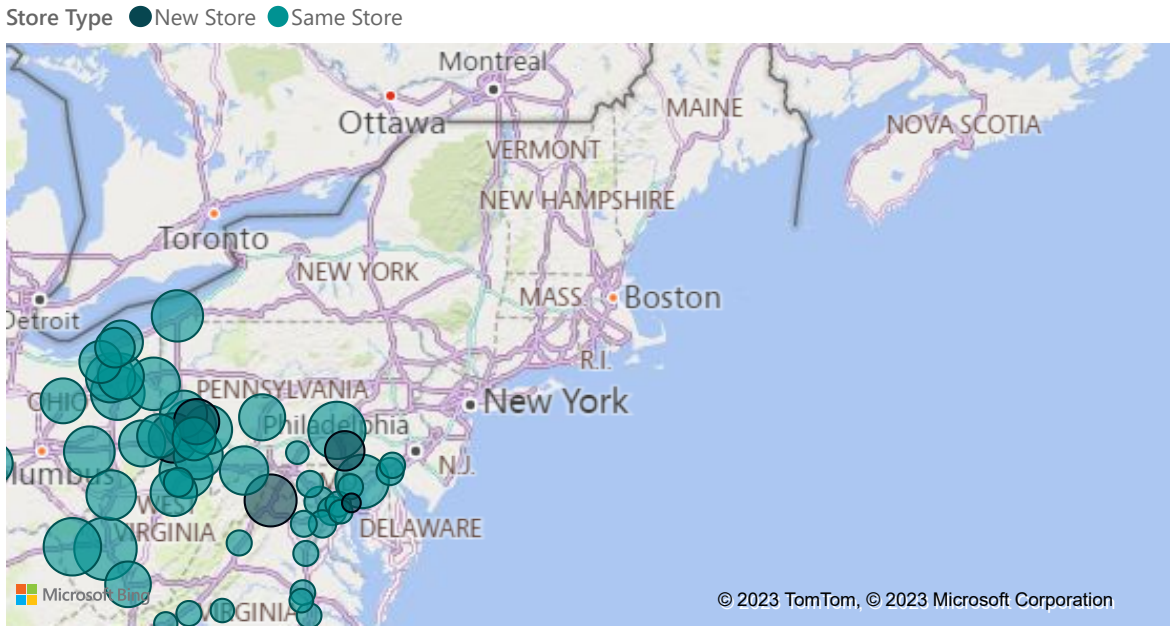 Store Type New Store Same Store
Montreal
Ottawa
MAINE
NOVA SCOTIA
VERMONT
NEW HAMPSHIRE
Toronto
NEW YORK
MASS.
Boston
Detroit
R.I.
PENNSYLVANIA
OHIO
New York
Philadelphia
N.J.
lumbus
WEST
VIRGINIA
DELAWARE
Microsoft Bing
VIRGINIA
© 2023 TomTom, © 2023 Microsoft Corporation